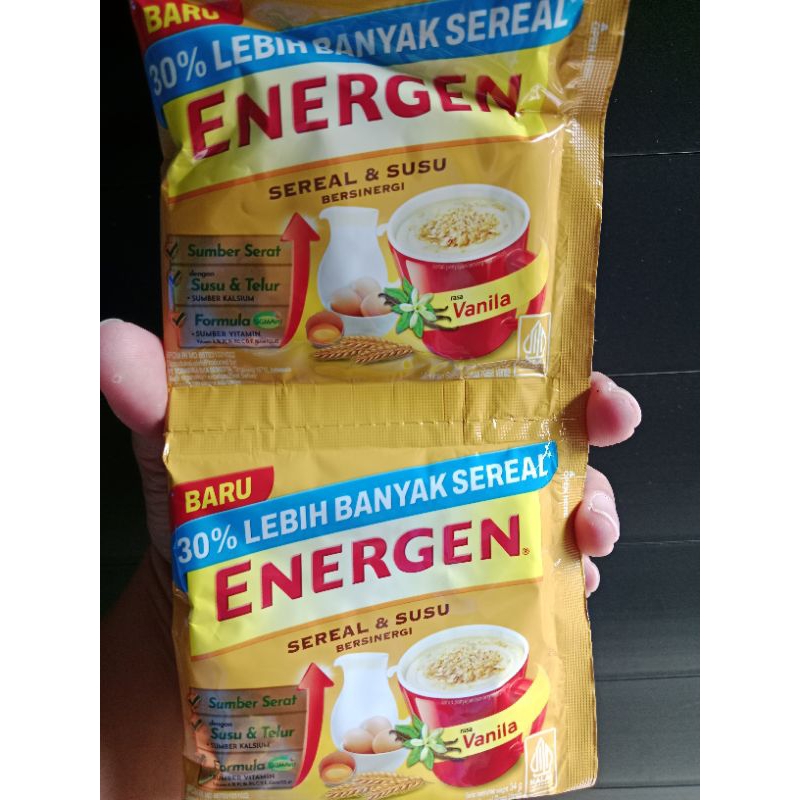 BARU
30% LEBIH BANYAK SEREAL
ENERGEN
SEREAL & SUSU
BERSINERGI
Sumber Serat
dengan
Susu & Telur
• SUMBER KALSIUM
Formula
• SUMBER VITAMIN
rasa
Vanila
BARU
30% LEBIH BANYAK SEREAL
ENERGEN®
SEREAL & SUSU
BERSINERGI
Sumber Serat
dengan
Susu & Telur
• SUMBER KALSIUM
Formula
• SUMBER VITAMIN
rasa
Vanila